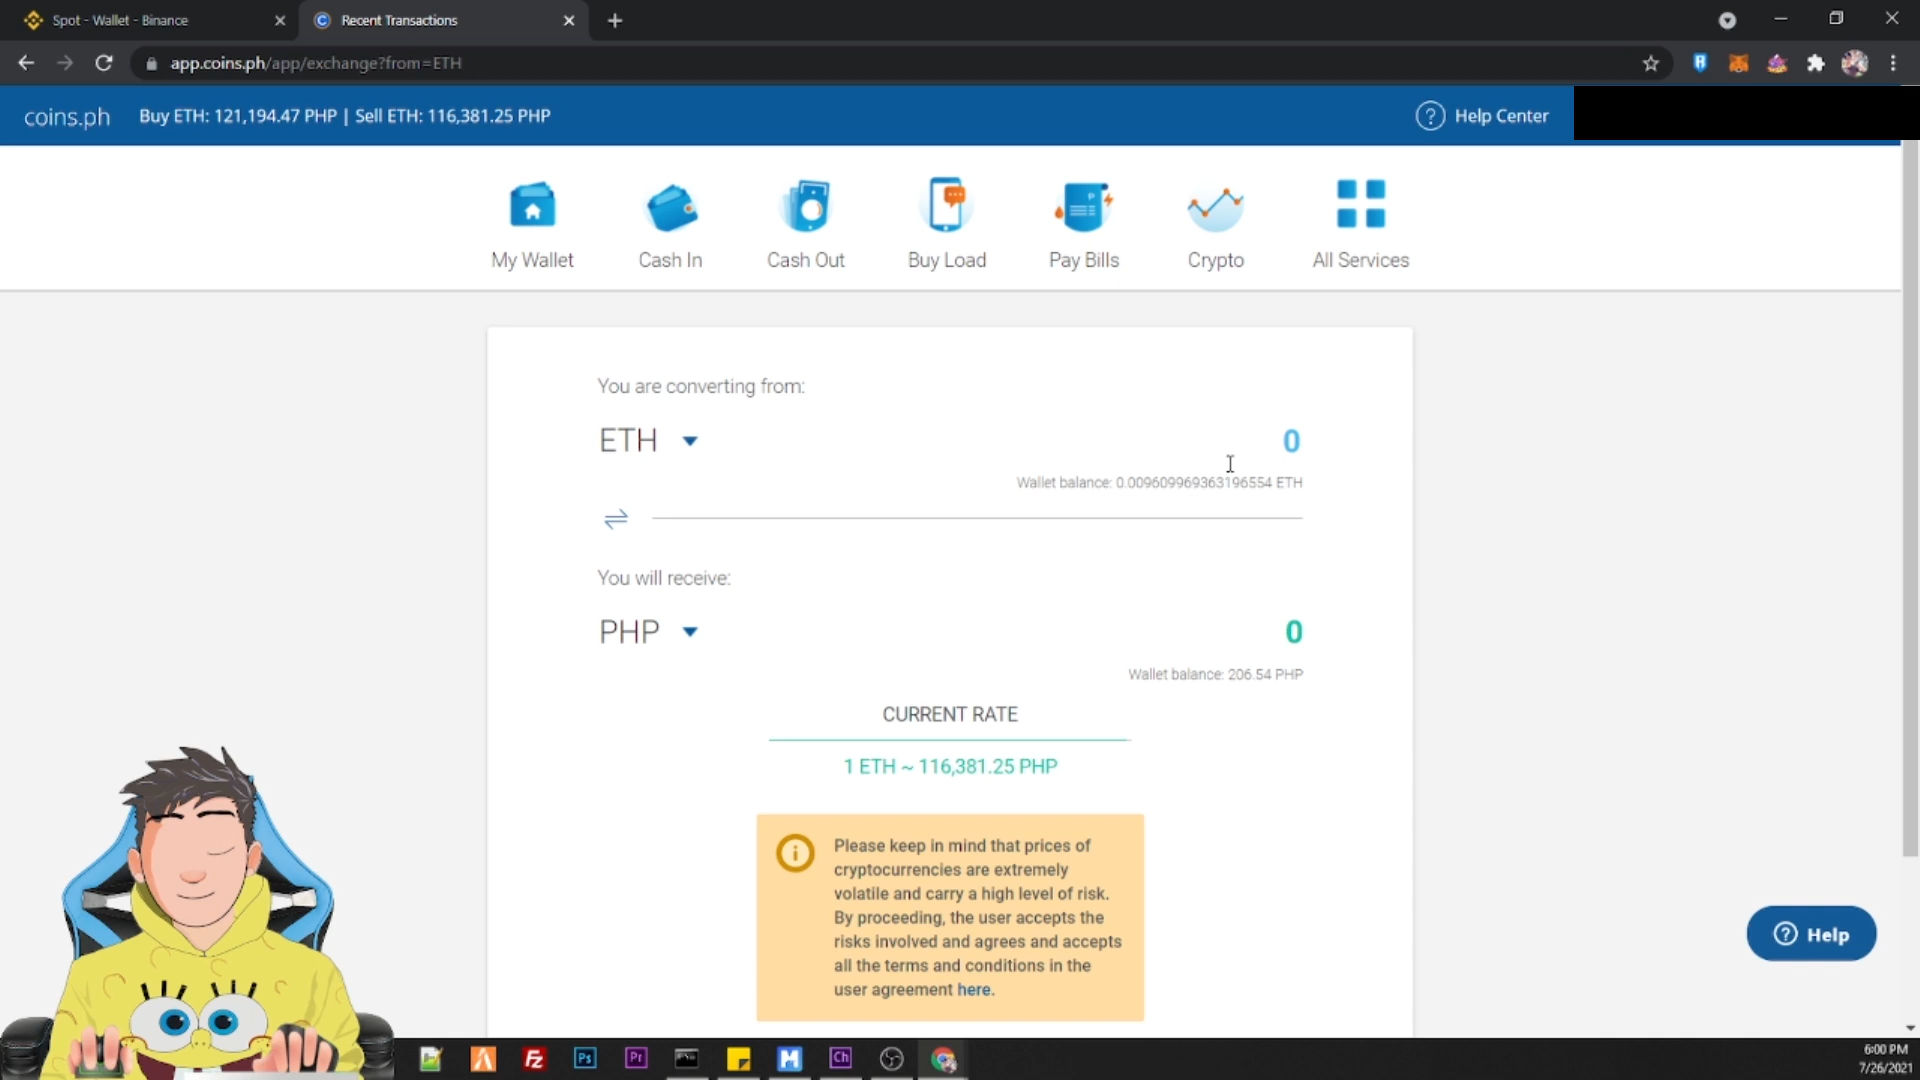 Spot - Wallet - Binance
Recent Transactions
app.coins.ph/app/exchange?from=ETH
coins.ph
Buy ETH: 121,194.47 PHP | Sell ETH: 116,381.25 PHP
Help Center
My Wallet
Cash In
Cash Out
Buy Load
Pay Bills
Crypto
All Services
You are converting from:
ETH
0
Wallet balance: 0.009609969363196554 ETH
You will receive:
PHP
0
Wallet balance: 206.54 PHP
CURRENT RATE
1 ETH ~ 116,381.25 PHP
Please keep in mind that prices of
cryptocurrencies are extremely
volatile and carry a high level of risk.
By proceeding, the user accepts the
risks involved and agrees and accepts
all the terms and conditions in the
user agreement here.
Help
Fz
Ps
Pr
Ch
6:00 PM
7/26/2021